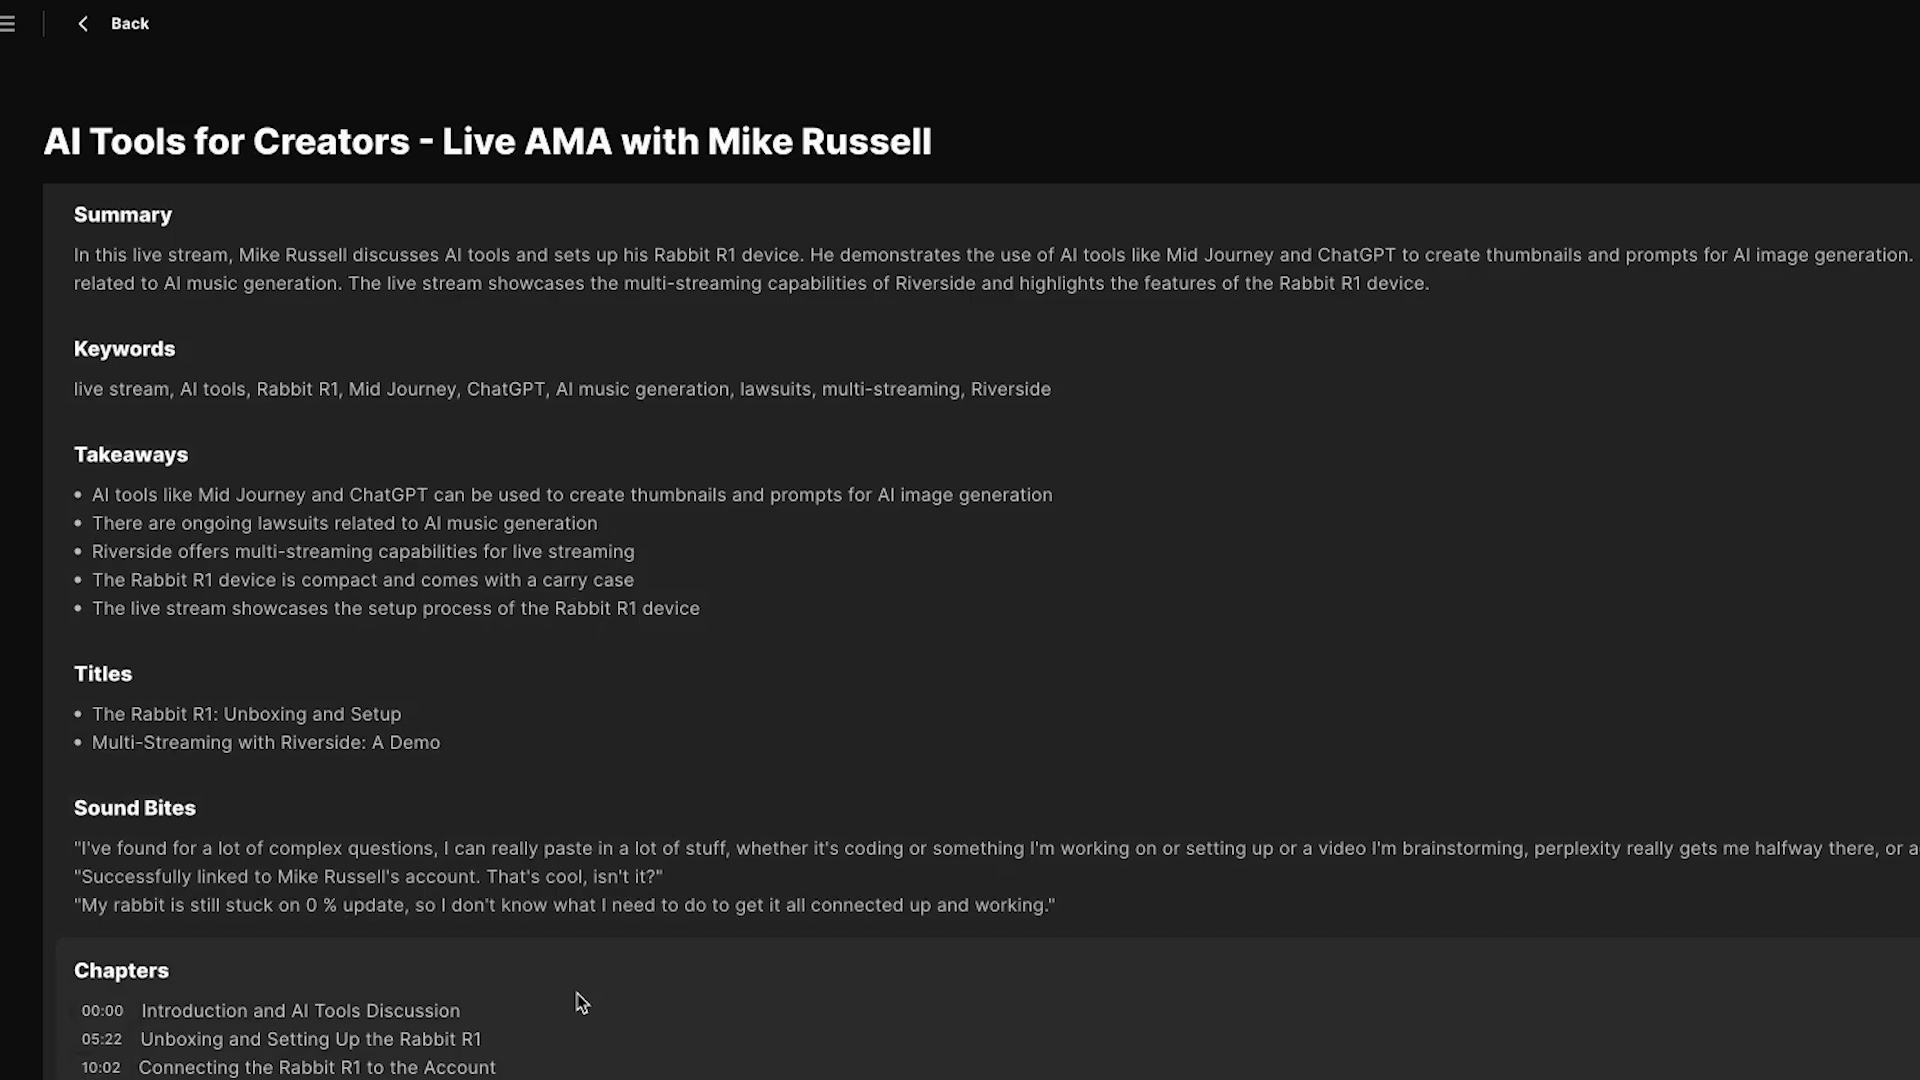 Back
AI Tools for Creators - Live AMA with Mike Russell
Summary
In this live stream, Mike Russell discusses AI tools and sets up his Rabbit R1 device. He demonstrates the use of AI tools like Mid Journey and ChatGPT to create thumbnails and prompts for AI image generation.
related to AI music generation. The live stream showcases the multi-streaming capabilities of Riverside and highlights the features of the Rabbit R1 device.
Keywords
live stream, AI tools, Rabbit R1, Mid Journey, ChatGPT, AI music generation, lawsuits, multi-streaming, Riverside
Takeaways
• AI tools like Mid Journey and ChatGPT can be used to create thumbnails and prompts for AI image generation
• There are ongoing lawsuits related to AI music generation
• Riverside offers multi-streaming capabilities for live streaming
• The Rabbit R1 device is compact and comes with a carry case
• The live stream showcases the setup process of the Rabbit R1 device
Titles
• The Rabbit R1: Unboxing and Setup
• Multi-Streaming with Riverside: A Demo
Sound Bites
"I've found for a lot of complex questions, I can really paste in a lot of stuff, whether it's coding or something I'm working on or setting up or a video I'm brainstorming, perplexity really gets me halfway there, or a
"Successfully linked to Mike Russell's account. That's cool, isn't it?"
"My rabbit is still stuck on 0 % update, so I don't know what I need to do to get it all connected up and working."
Chapters
00:00 Introduction and AI Tools Discussion
05:22 Unboxing and Setting Up the Rabbit R1
10:02 Connecting the Rabbit R1 to the Account